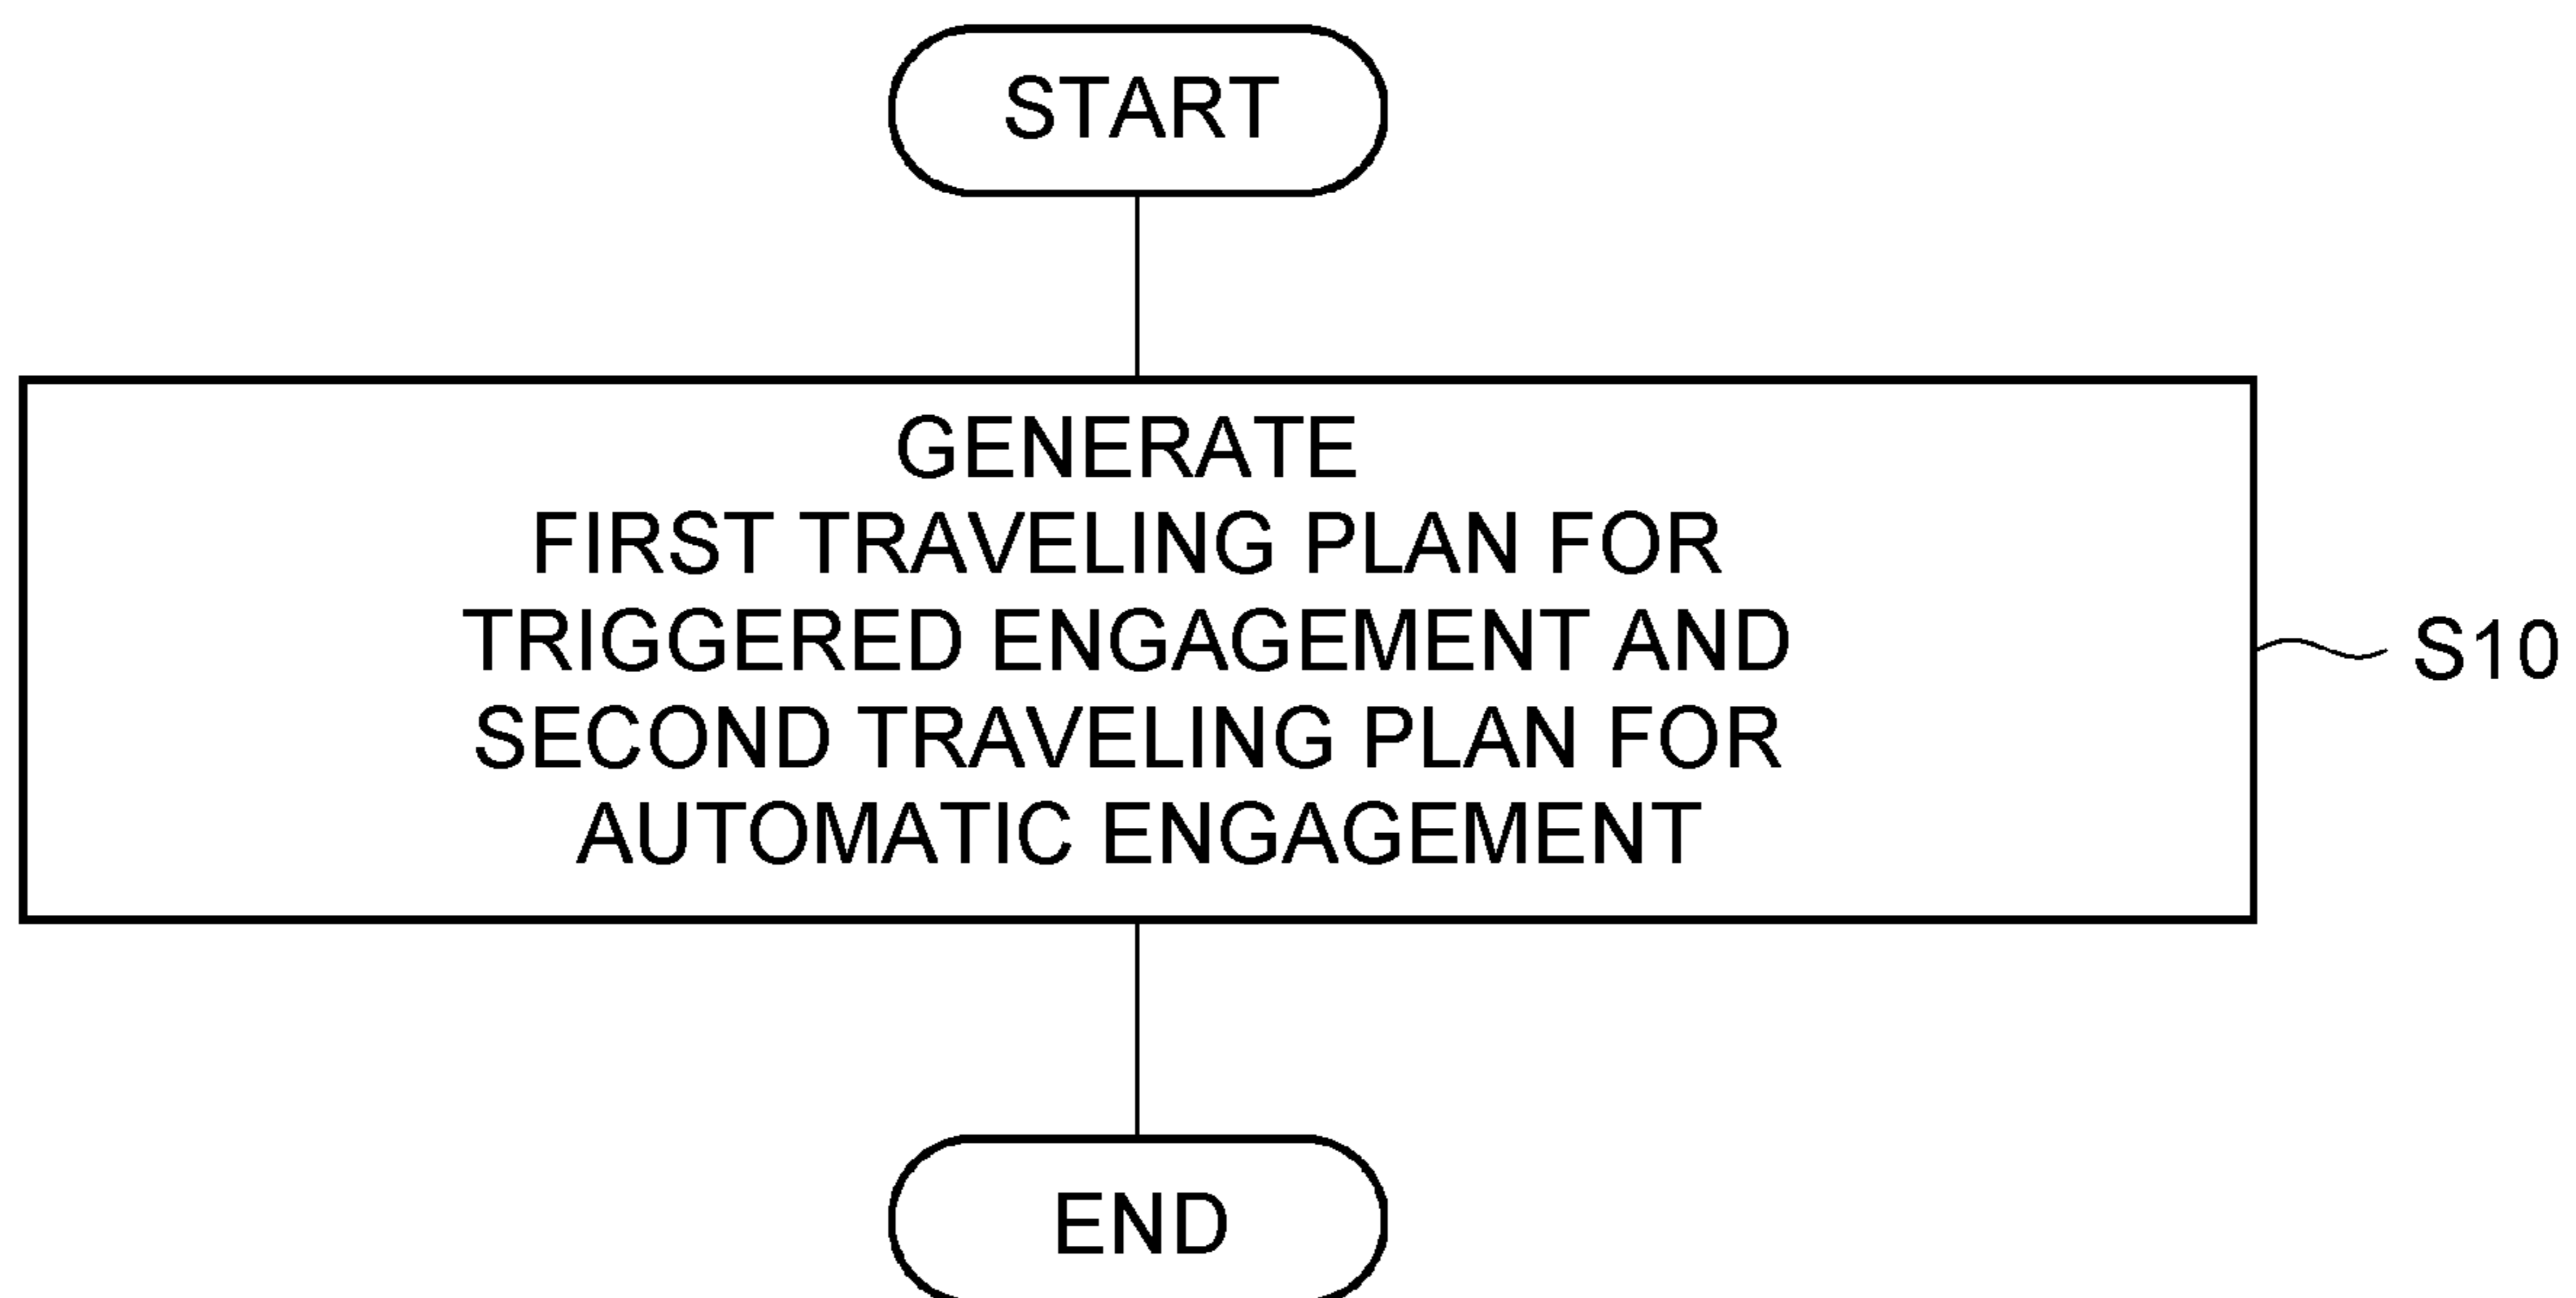 START
GENERATE
FIRST TRAVELING PLAN FOR
TRIGGERED ENGAGEMENT AND
SECOND TRAVELING PLAN FOR
AUTOMATIC ENGAGEMENT
S10
END